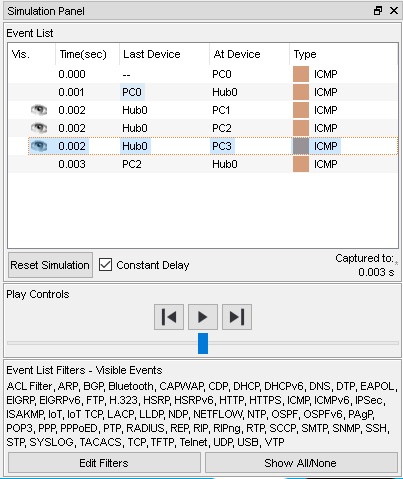 Simulation Panel
Event List
Vis. Time(sec) Last Device At Device Type
0.000 -- PC0 ICMP
0.001 PC0 Hub0 ICMP
0.002 Hub0 PC1 ICMP
0.002 Hub0 PC2 ICMP
0.002 Hub0 PC3 ICMP
0.003 PC2 Hub0 ICMP
Reset Simulation Constant Delay Captured to:
0.003 s
Play Controls
Event List Filters - Visible Events
ACL Filter, ARP, BGP, Bluetooth, CAPWAP, CDP, DHCP, DHCPv6, DNS, DTP, EAPOL,
EIGRP, EIGRPv6, FTP, H.323, HSRP, HSRPv6, HTTP, HTTPS, ICMP, ICMPv6, IPSec,
ISAKMP, IoT, IoT TCP, LACP, LLDP, NDP, NETFLOW, NTP, OSPF, OSPFv6, PAgP,
POP3, PPP, PPPoED, PTP, RADIUS, REP, RIP, RIPng, RTP, SCCP, SMTP, SNMP, SSH,
STP, SYSLOG, TACACS, TCP, TFTP, Telnet, UDP, USB, VTP
Edit Filters Show All/None